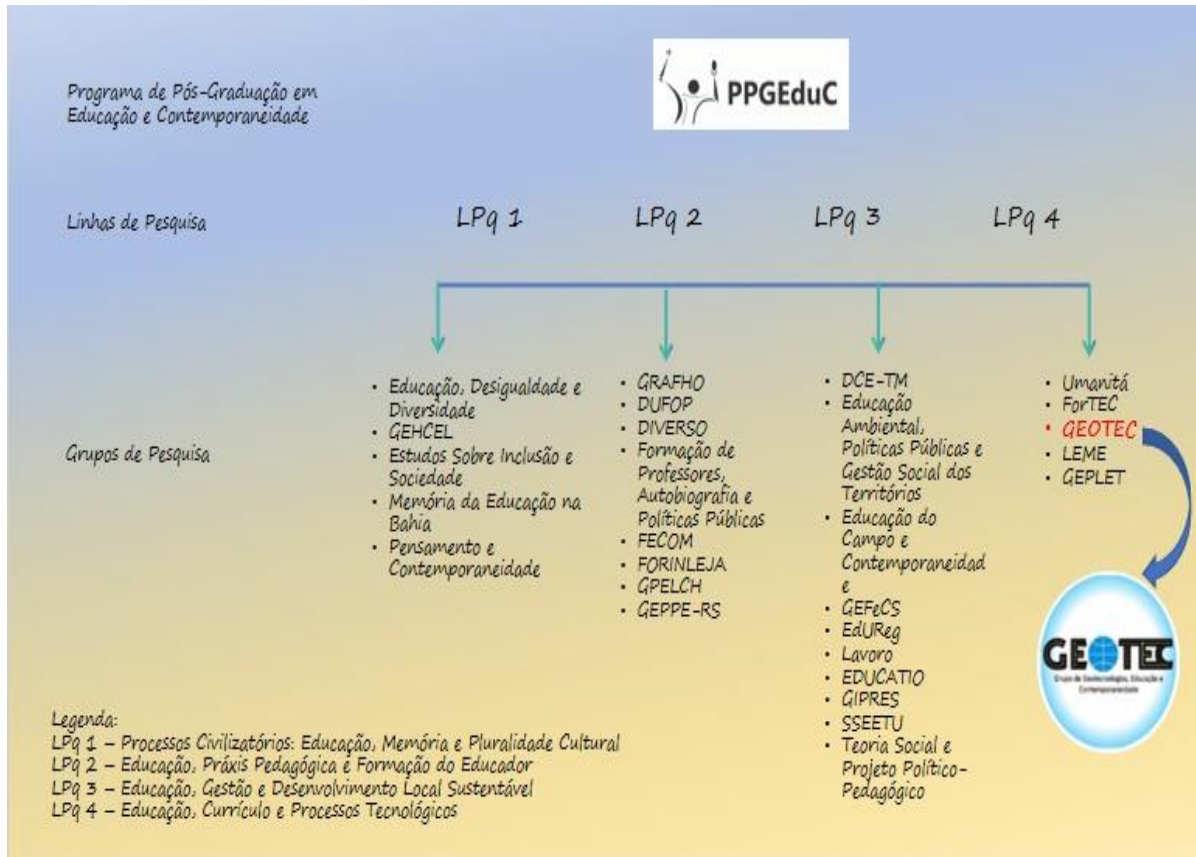 Programa de Pós-Graduação em
Educação e Contemporaneidade
PPGEduC
Linhas de Pesquisa
LPq 1
LPq 2
LPq 3
LPq 4
Grupos de Pesquisa
• Educação, Desigualdade e
Diversidade
• GEHCEL
• Estudos Sobre Inclusão e
Sociedade
• Memória da Educação na
Bahia
• Pensamento e
Contemporaneidade
• GRAFHO
• DUFOP
• DIVERSO
• Formação de
Professores,
Autobiografia e
Políticas Públicas
• FECOM
• FORINLEJA
• GPELCH
• GEPPE-RS
• DCE-TM
• Educação
Ambiental,
Políticas Públicas e
Gestão Social dos
Territórios
• Educação do
Campo e
Contemporaneidad
e
• GEFeCS
• EdUReg
• Lavoro
• EDUCATIO
• GIPRES
• SSEETU
• Teoria Social e
Projeto Político-
Pedagógico
• Umanitá
• ForTEC
• GEOTEC
• LEME
• GEPLET
GEOTEC
Grupo de Geotecnologias, Educação e
Contemporaneidade
Legenda:
LPq 1 – Processos Civilizatórios: Educação, Memória e Pluralidade Cultural
LPq 2 – Educação, Práxis Pedagógica e Formação do Educador
LPq 3 – Educação, Gestão e Desenvolvimento Local Sustentável
LPq 4 – Educação, Currículo e Processos Tecnológicos